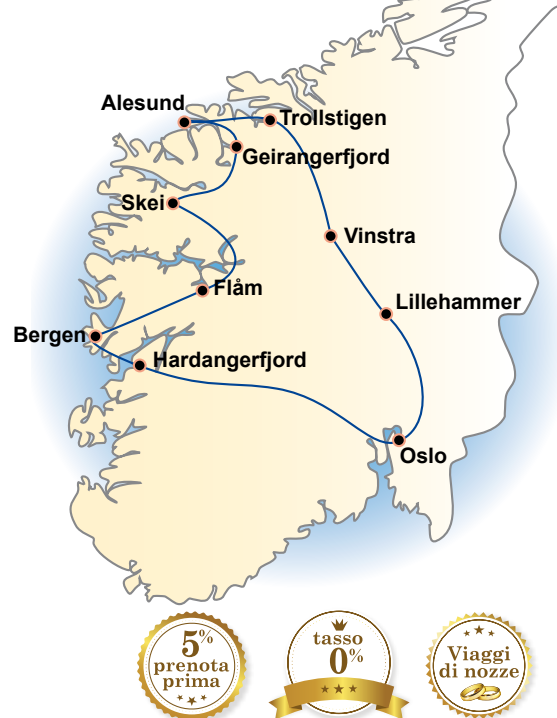 Alesund
Trollstigen
Geirangerfjord
Skei
Vinstra
Flåm
Lillehammer
Bergen
Hardangerfjord
Oslo
5%
prenota
prima
tasso
0%
Viaggi
di nozze